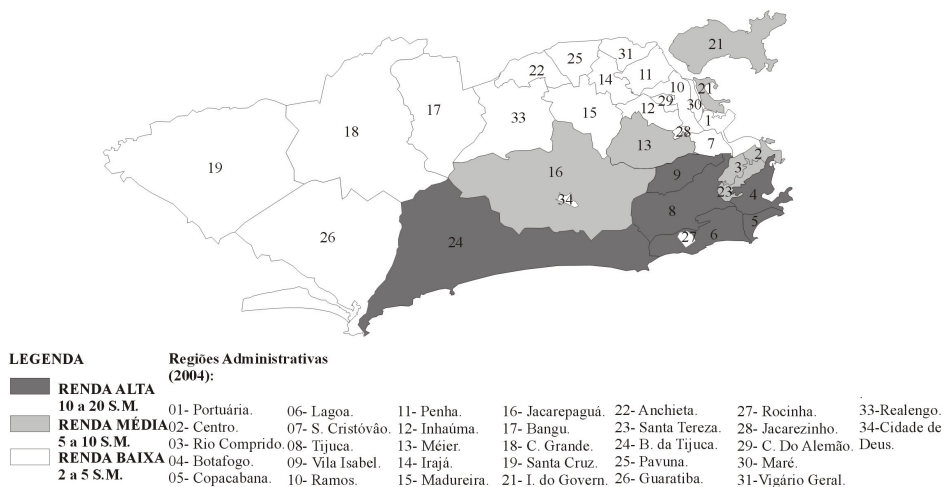 21
25
31
22
14
11
10
21
17
29
30
33
15
12
1
18
28
7
13
2
19
16
3
9
34
23
4
8
5
26
24
27
6
LEGENDA
RENDA ALTA
10 a 20 S.M.
RENDA MÉDIA
5 a 10 S.M.
RENDA BAIXA
2 a 5 S.M.
Regiões Administrativas
(2004):
01- Portuária.
02- Centro.
03- Rio Comprido.
04- Botafogo.
05- Copacabana.
06- Lagoa.
07- S. Cristóvão.
08- Tijuca.
09- Vila Isabel.
10- Ramos.
11- Penha.
12- Inhaúma.
13- Méier.
14- Irajá.
15- Madureira.
16- Jacarepaguá.
17- Bangu.
18- C. Grande.
19- Santa Cruz.
21- I. do Govern.
22- Anchieta.
23- Santa Tereza.
24- B. da Tijuca.
25- Pavuna.
26- Guaratiba.
27- Rocinha.
28- Jacarezinho.
29- C. Do Alemão.
30- Maré.
31-Vigário Geral.
33-Realengo.
34-Cidade de
Deus.